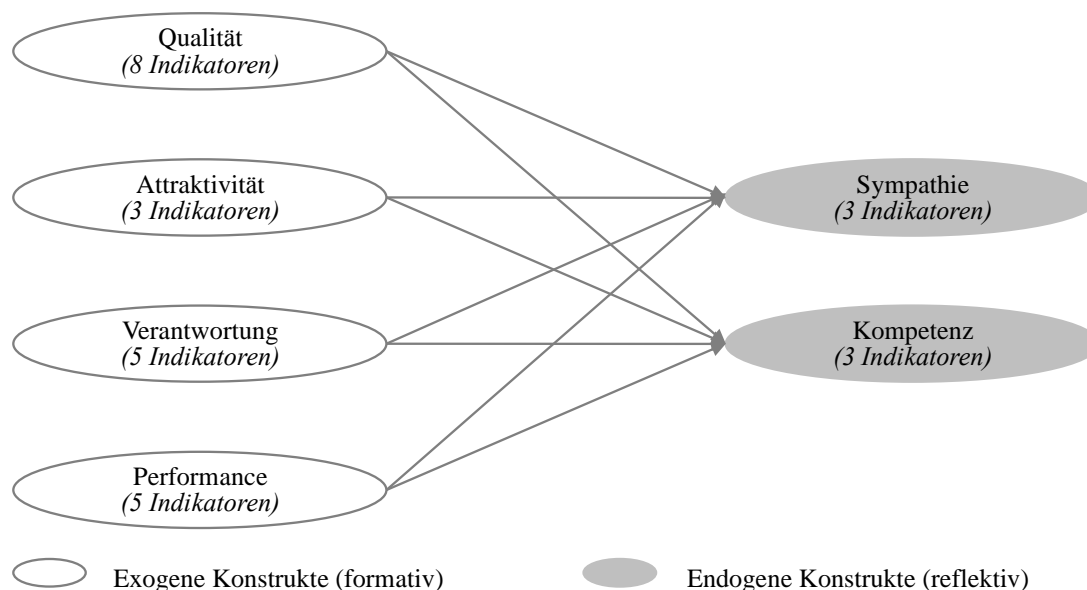 Qualität
(8 Indikatoren)
Attraktivität
(3 Indikatoren)
Sympathie
(3 Indikatoren)
Verantwortung
(5 Indikatoren)
Kompetenz
(3 Indikatoren)
Performance
(5 Indikatoren)
Exogene Konstrukte (formativ)
Endogene Konstrukte (reflektiv)